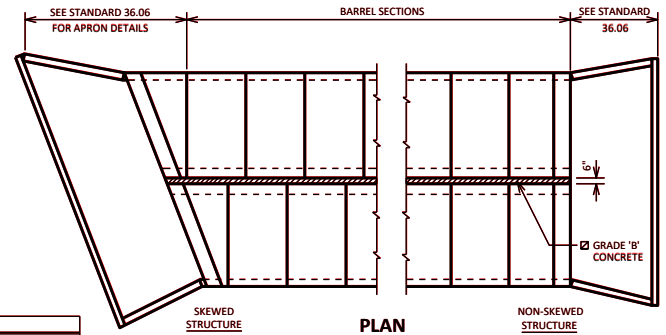 SEE STANDARD 36.06
FOR APRON DETAILS
BARREL SECTIONS
SEE STANDARD
36.06
6"
GRADE 'B'
CONCRETE
SKEWED
STRUCTURE
PLAN
NON-SKEWED
STRUCTURE